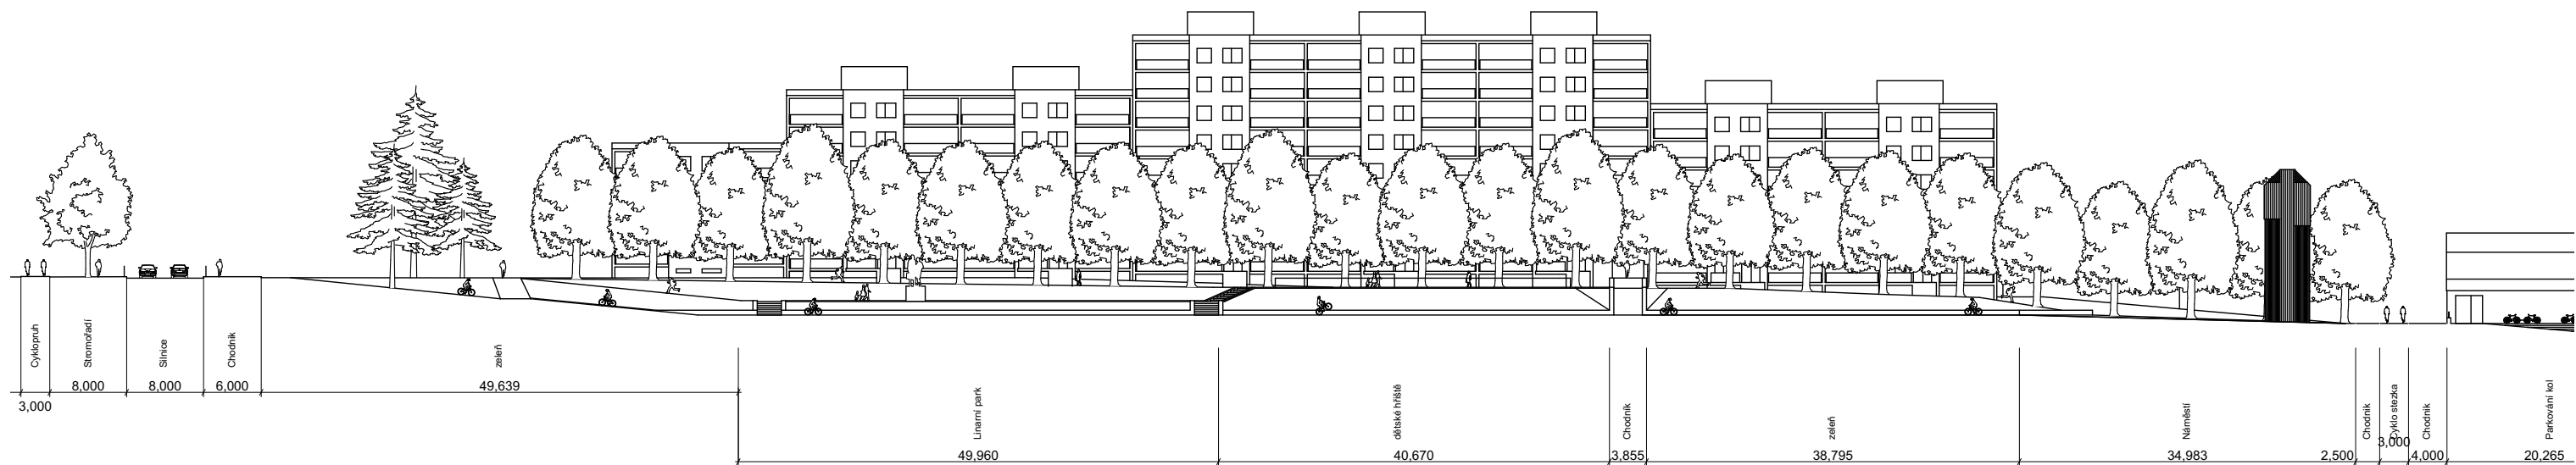 Cyklopruh
Stromořadí
Silnice
Chodník
zeleň
3,000
8,000
8,000
6,000
49,639
Linarní park
dětské hřiště
Chodník
zeleň
Náměstí
Chodník
Cyklo stezka
Chodník
Parkování kol
49,960
40,670
3,855
38,795
34,983
2,500
3,000
4,000
20,265